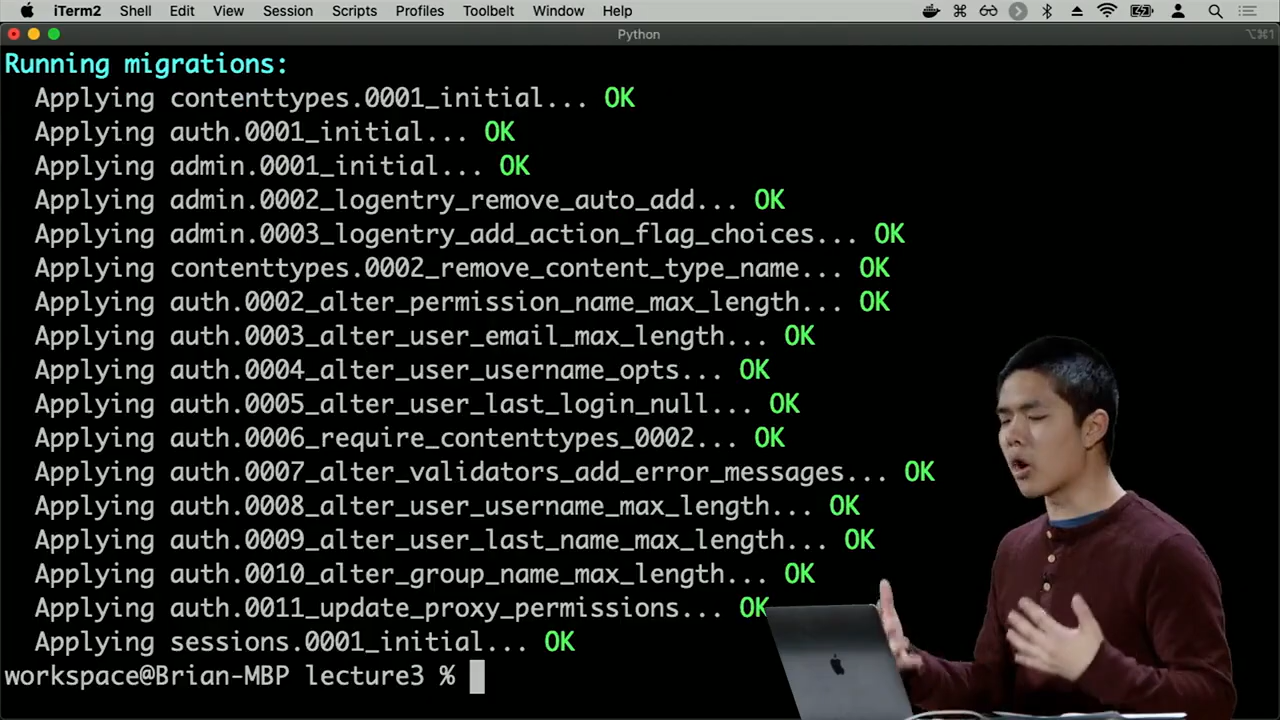 iTerm2 Shell Edit View Session Scripts Profiles Toolbelt Window Help
Python
⌥⌘1
Running migrations:
Applying contenttypes.0001_initial... OK
Applying auth.0001_initial... OK
Applying admin.0001_initial... OK
Applying admin.0002_logentry_remove_auto_add... OK
Applying admin.0003_logentry_add_action_flag_choices... OK
Applying contenttypes.0002_remove_content_type_name... OK
Applying auth.0002_alter_permission_name_max_length... OK
Applying auth.0003_alter_user_email_max_length... OK
Applying auth.0004_alter_user_username_opts... OK
Applying auth.0005_alter_user_last_login_null... OK
Applying auth.0006_require_contenttypes_0002... OK
Applying auth.0007_alter_validators_add_error_messages... OK
Applying auth.0008_alter_user_username_max_length... OK
Applying auth.0009_alter_user_last_name_max_length... OK
Applying auth.0010_alter_group_name_max_length... OK
Applying auth.0011_update_proxy_permissions... OK
Applying sessions.0001_initial... OK
workspace@Brian-MBP lecture3 %